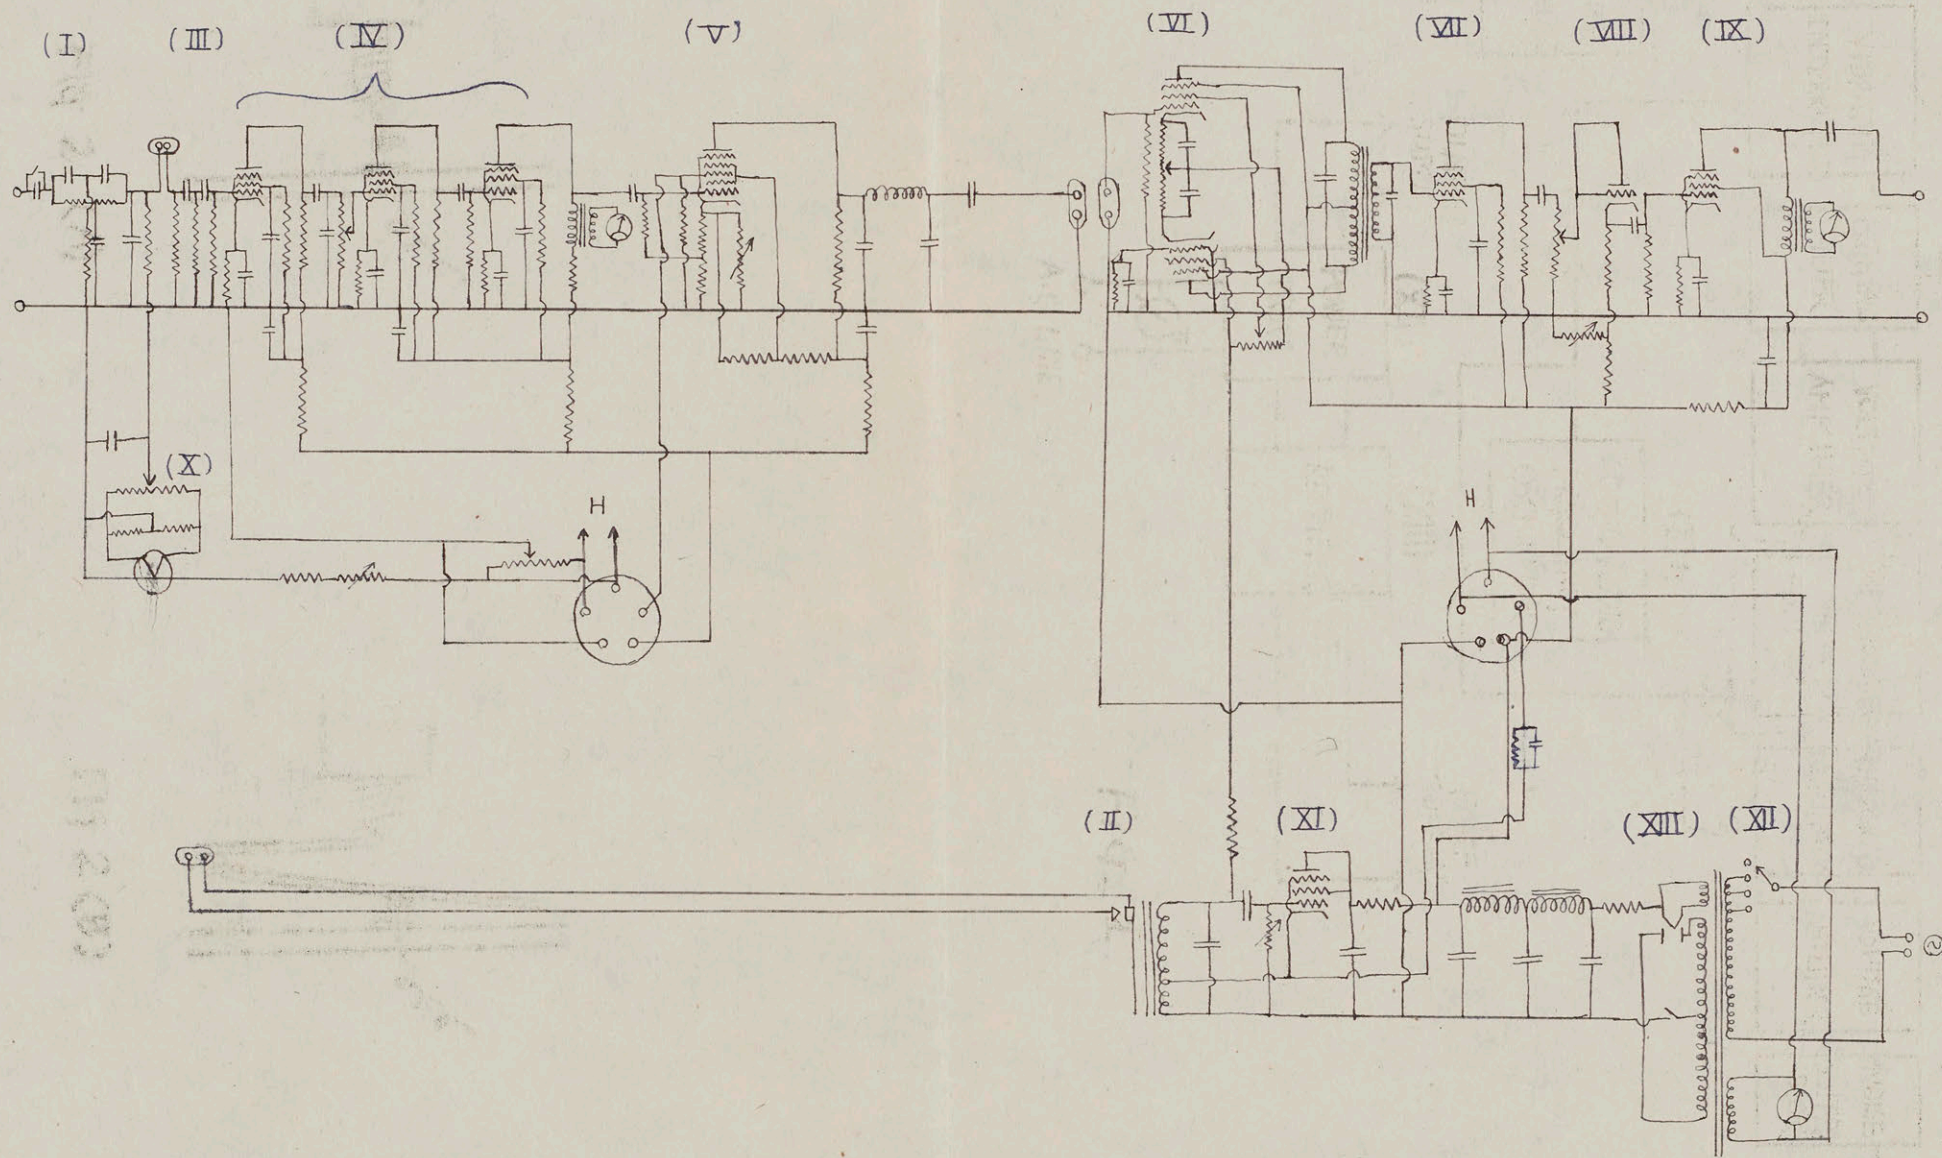 (I) (III) (IV) (V) (VI) (VII) (VIII) (IX)
(X)
H H
(II) (XI) (XIII) (XII)